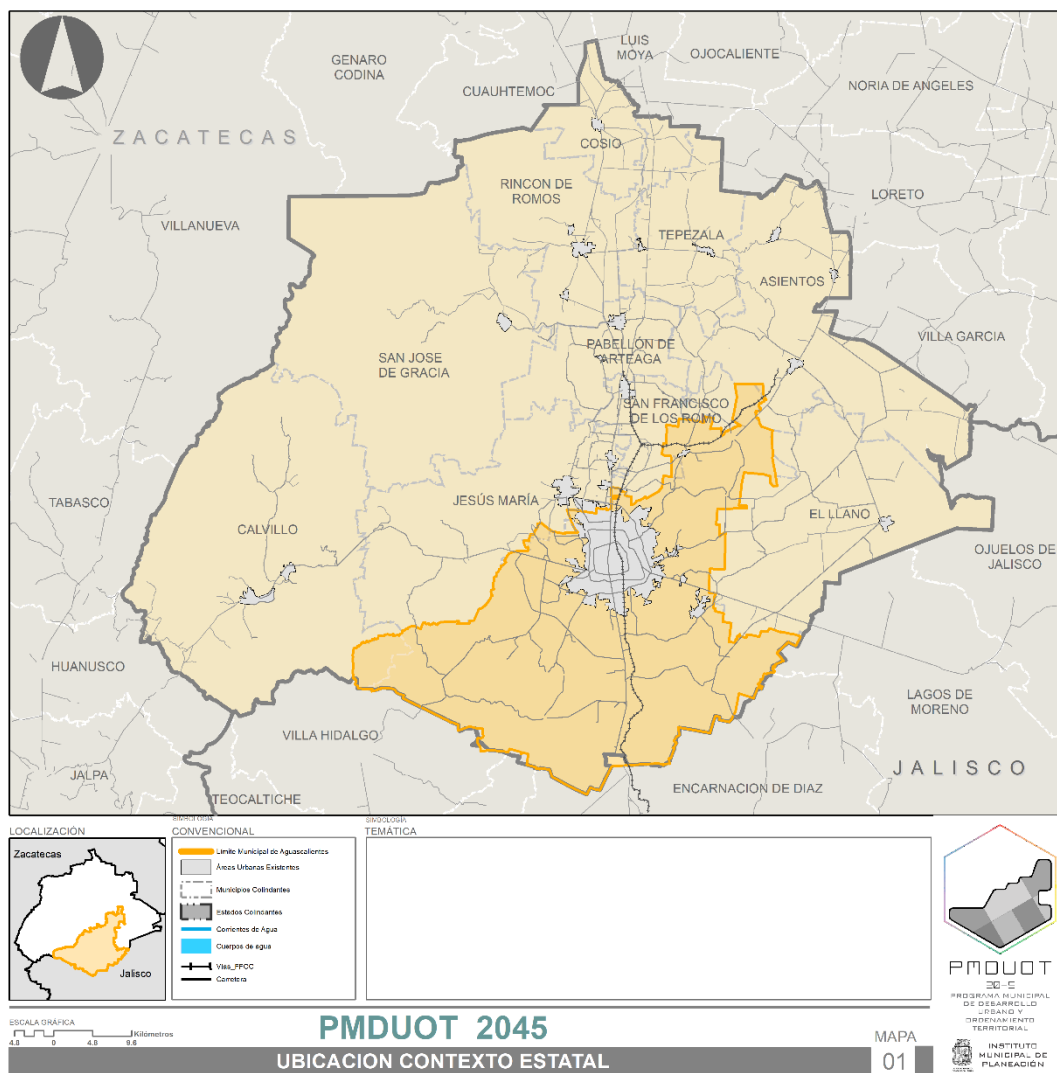 LUIS
MOYA
OJOCALIENTE
GENARO
CODINA
CUAUHTEMOC
NORIA DE ANGELES
ZACATECAS
COSIO
RINCON DE
ROMOS
LORETO
VILLANUEVA
TEPEZALA
ASIENTOS
VILLA GARCIA
PABELLÓN DE
ARTEAGA
SAN JOSE
DE GRACIA
SAN FRANCISCO
DE LOS ROMO
TABASCO
JESÚS MARÍA
EL LLANO
CALVILLO
OJUELOS DE
JALISCO
HUANUSCO
LAGOS DE
MORENO
VILLA HIDALGO
JALPA
JALISCO
TEOCALTICHE
ENCARNACION DE DIAZ
LOCALIZACIÓN
Zacatecas
Jalisco
SIMBOLOGÍA
CONVENCIONAL
Límite Municipal de Aguascalientes
Áreas Urbanas Existentes
Municipios Colindantes
Estados Colindantes
Corrientes de Agua
Cuerpos de agua
Vías_FFCC
Carretera
SIMBOLOGÍA
TEMÁTICA
PMDUOT
PROGRAMA MUNICIPAL
DE DESARROLLO
URBANO Y
ORDENAMIENTO
TERRITORIAL
INSTITUTO
MUNICIPAL DE
PLANEACIÓN
ESCALA GRÁFICA
4.8 0 4.8 9.6
Kilómetros
PMDUOT 2045
UBICACION CONTEXTO ESTATAL
MAPA
01